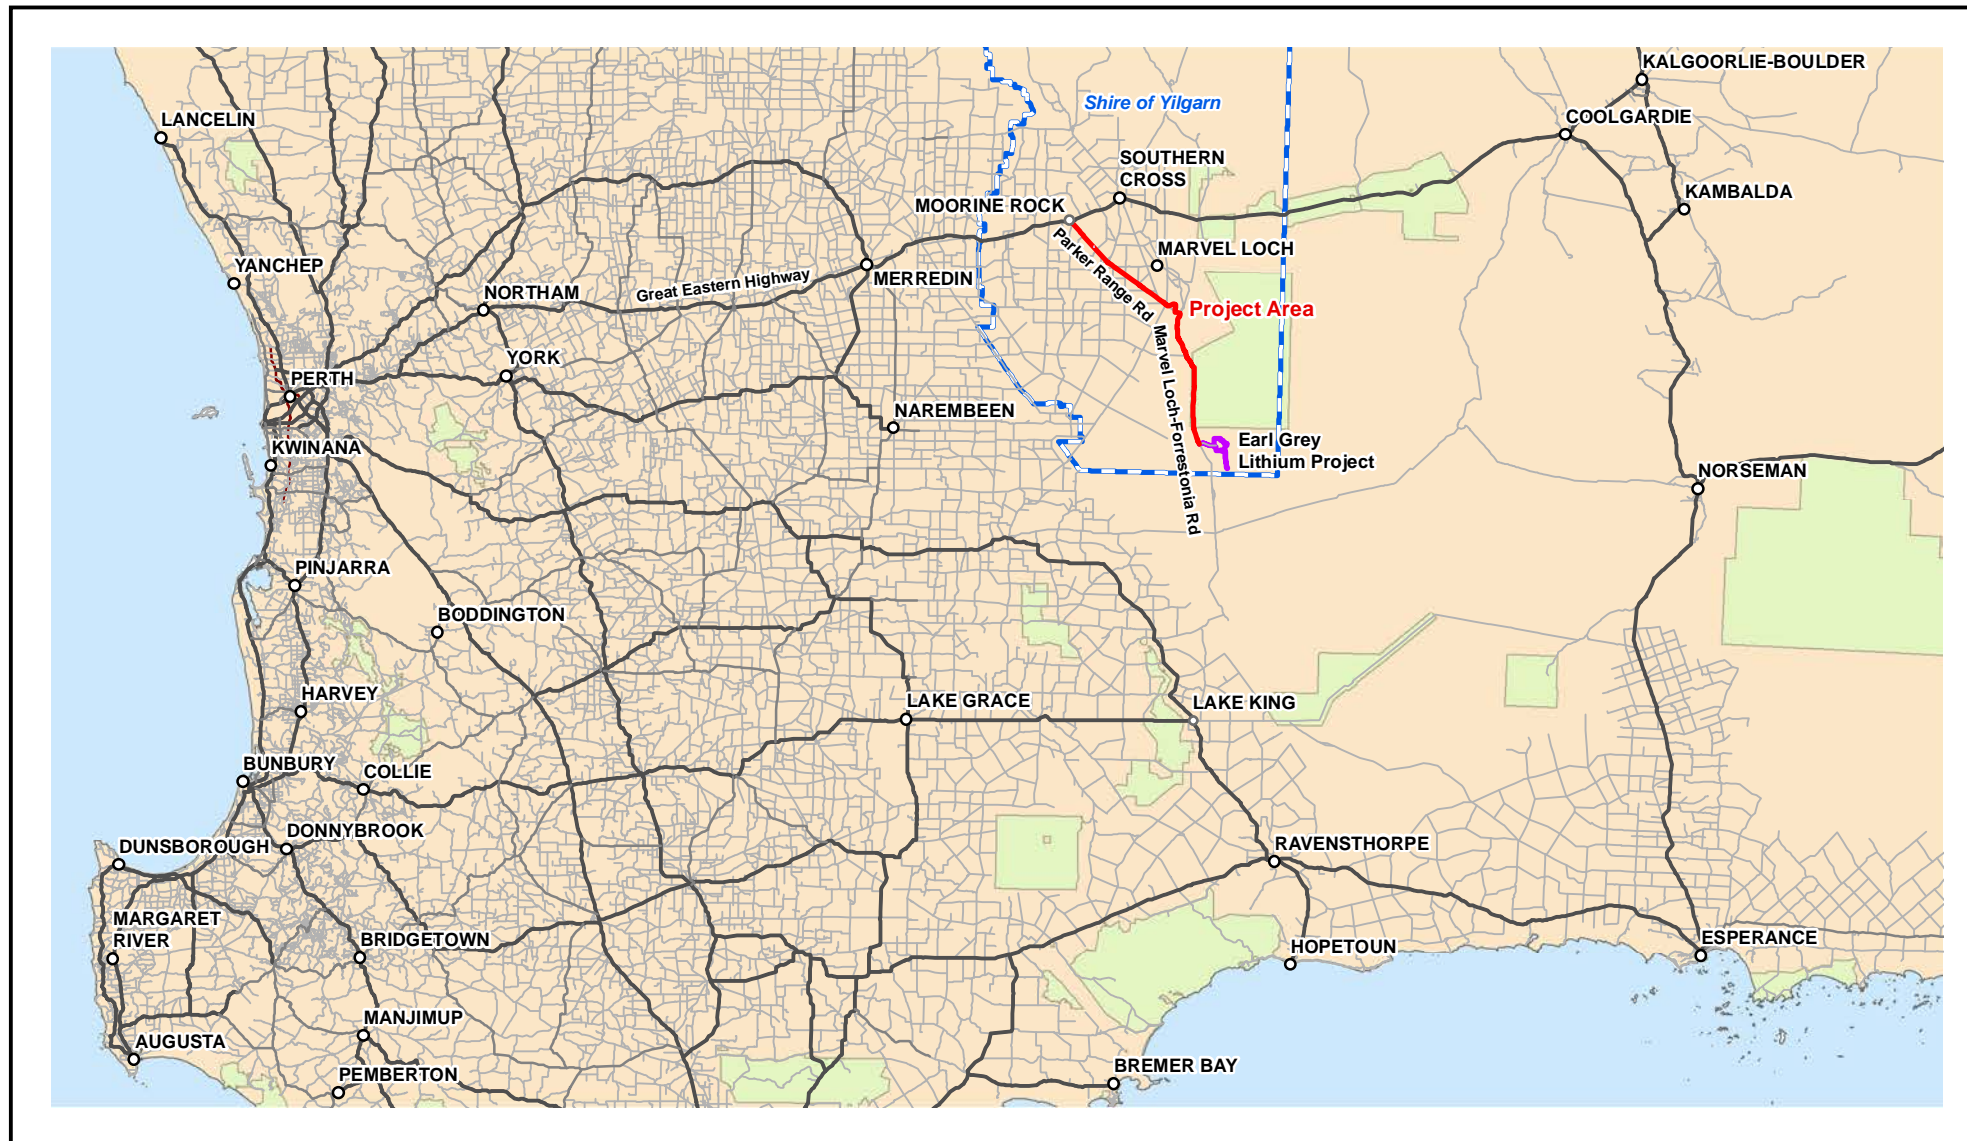 KALGOORLIE-BOULDER
Shire of Yilgarn
LANCELIN
COOLGARDIE
SOUTHERN
CROSS
KAMBALDA
MOORINE ROCK
MARVEL LOCH
YANCHEP
MERREDIN
Great Eastern Highway
NORTHAM
Parker Range Rd
Project Area
YORK
PERTH
Marvel Loch-Forrestonia Rd
NAREMBEEN
Earl Grey
Lithium Project
KWINANA
NORSEMAN
PINJARRA
BODDINGTON
HARVEY
LAKE GRACE
LAKE KING
BUNBURY
COLLIE
DONNYBROOK
DUNSBOROUGH
RAVENSTHORPE
MARGARET
RIVER
BRIDGETOWN
HOPETOUN
ESPERANCE
MANJIMUP
AUGUSTA
PEMBERTON
BREMER BAY